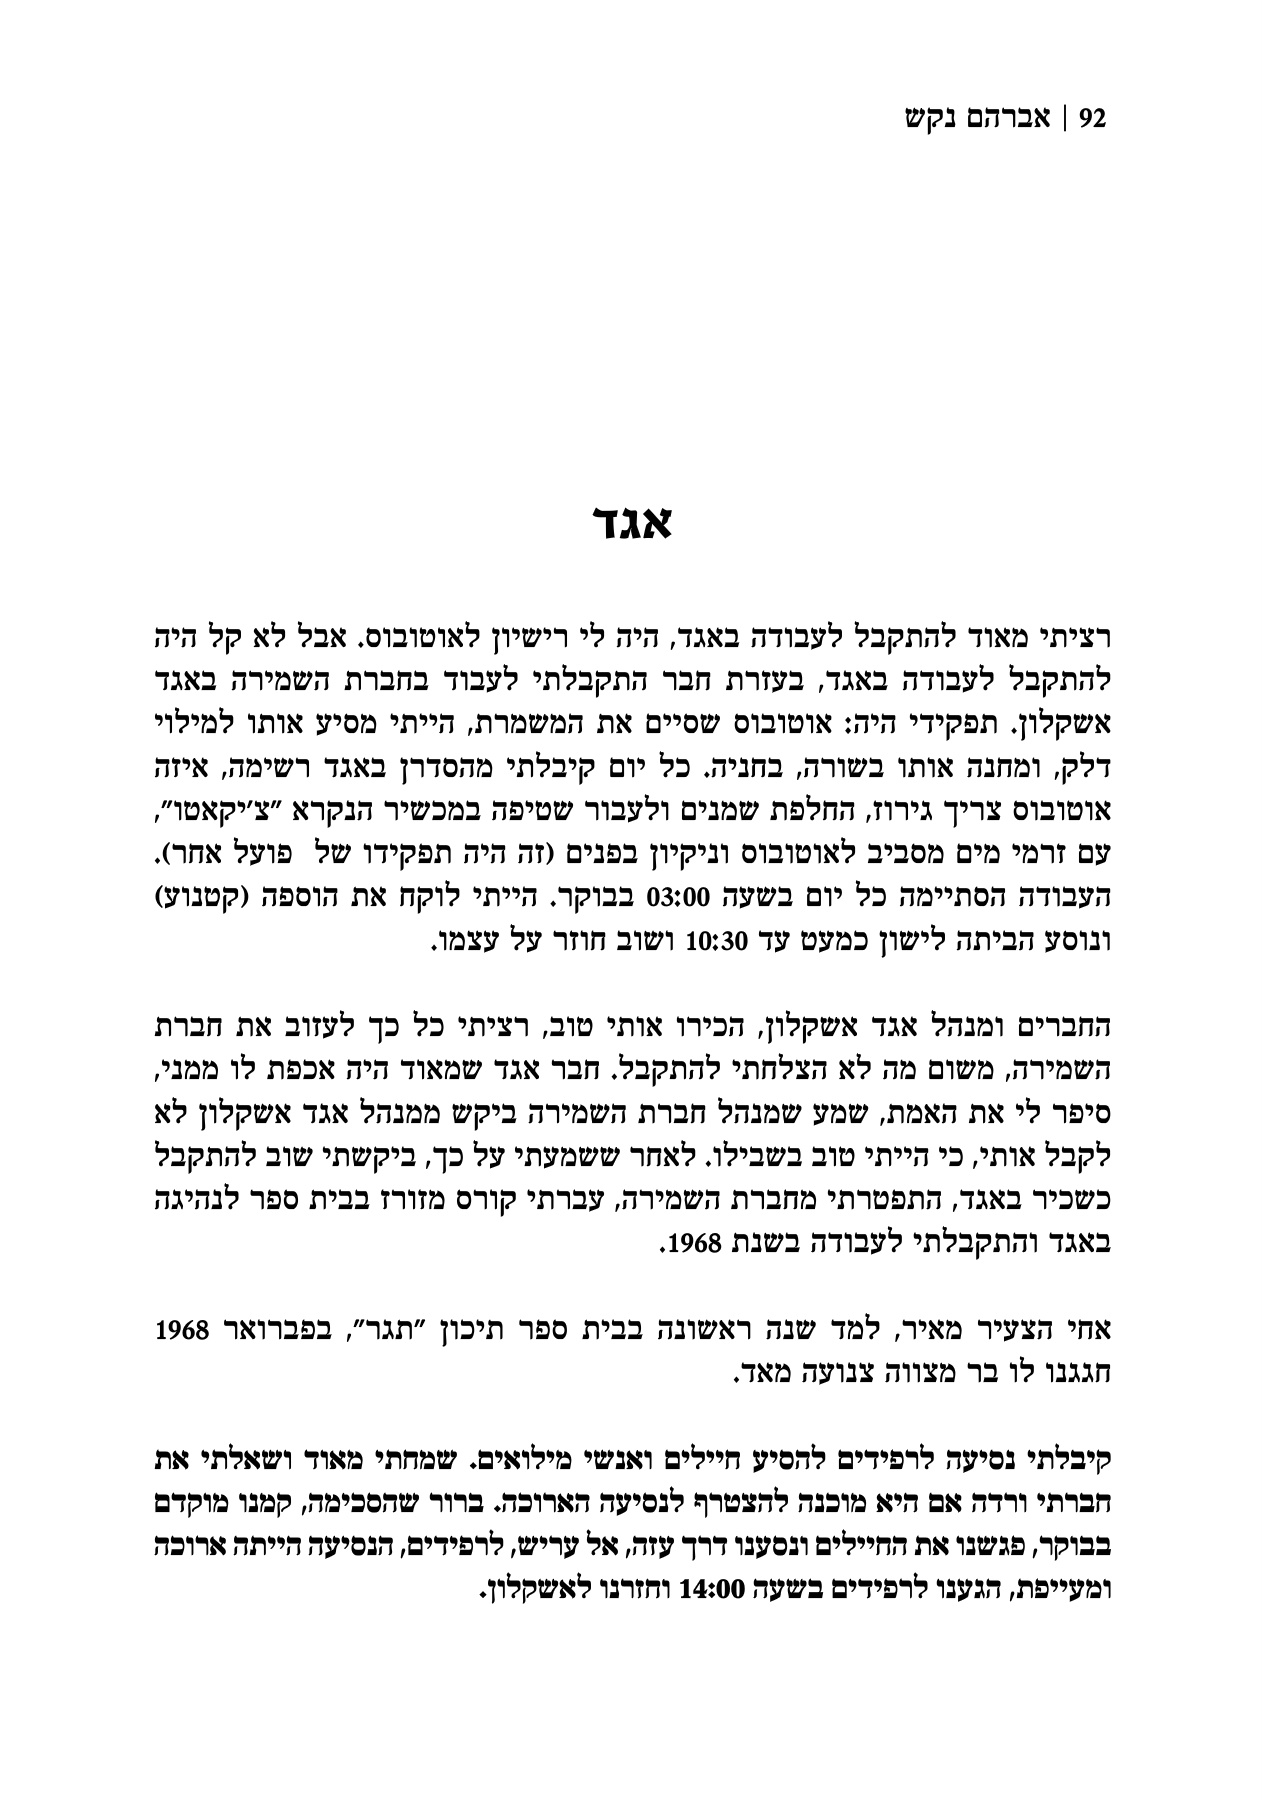 92 | אברהם נקש
אגד
רציתי מאוד להתקבל לעבודה באגד, היה לי רישיון לאוטובוס. אבל לא קל היה
להתקבל לעבודה באגד, בעזרת חבר התקבלתי לעבוד בחברת השמירה באגד
אשקלון. תפקידי היה: אוטובוס שסיים את המשמרת, הייתי מסיע אותו למילוי
דלק, ומחנה אותו בשורה, בחניה. כל יום קיבלתי מהסדרן באגד רשימה, איזה
אוטובוס צריך גירוז, החלפת שמנים ולעבור שטיפה במכשיר הנקרא "צ'יקאטו",
עם זרמי מים מסביב לאוטובוס וניקיון בפנים (זה היה תפקידו של  פועל אחר).
העבודה הסתיימה כל יום בשעה 03:00 בבוקר. הייתי לוקח את הוספה (קטנוע)
ונוסע הביתה לישון כמעט עד 10:30 ושוב חוזר על עצמו.
החברים ומנהל אגד אשקלון, הכירו אותי טוב, רציתי כל כך לעזוב את חברת
השמירה, משום מה לא הצלחתי להתקבל. חבר אגד שמאוד היה אכפת לו ממני,
סיפר לי את האמת, שמע שמנהל חברת השמירה ביקש ממנהל אגד אשקלון לא
לקבל אותי, כי הייתי טוב בשבילו. לאחר ששמעתי על כך, ביקשתי שוב להתקבל
כשכיר באגד, התפטרתי מחברת השמירה, עברתי קורס מזורז בבית ספר לנהיגה
באגד והתקבלתי לעבודה בשנת 1968.
אחי הצעיר מאיר, למד שנה ראשונה בבית ספר תיכון "תגר", בפברואר 1968
חגגנו לו בר מצווה צנועה מאד.
קיבלתי נסיעה לרפידים להסיע חיילים ואנשי מילואים. שמחתי מאוד ושאלתי את
חברתי ורדה אם היא מוכנה להצטרף לנסיעה הארוכה. ברור שהסכימה, קמנו מוקדם
בבוקר, פגשנו את החיילים ונסענו דרך עזה, אל עריש, לרפידים, הנסיעה הייתה ארוכה
ומעייפת, הגענו לרפידים בשעה 14:00 וחזרנו לאשקלון.